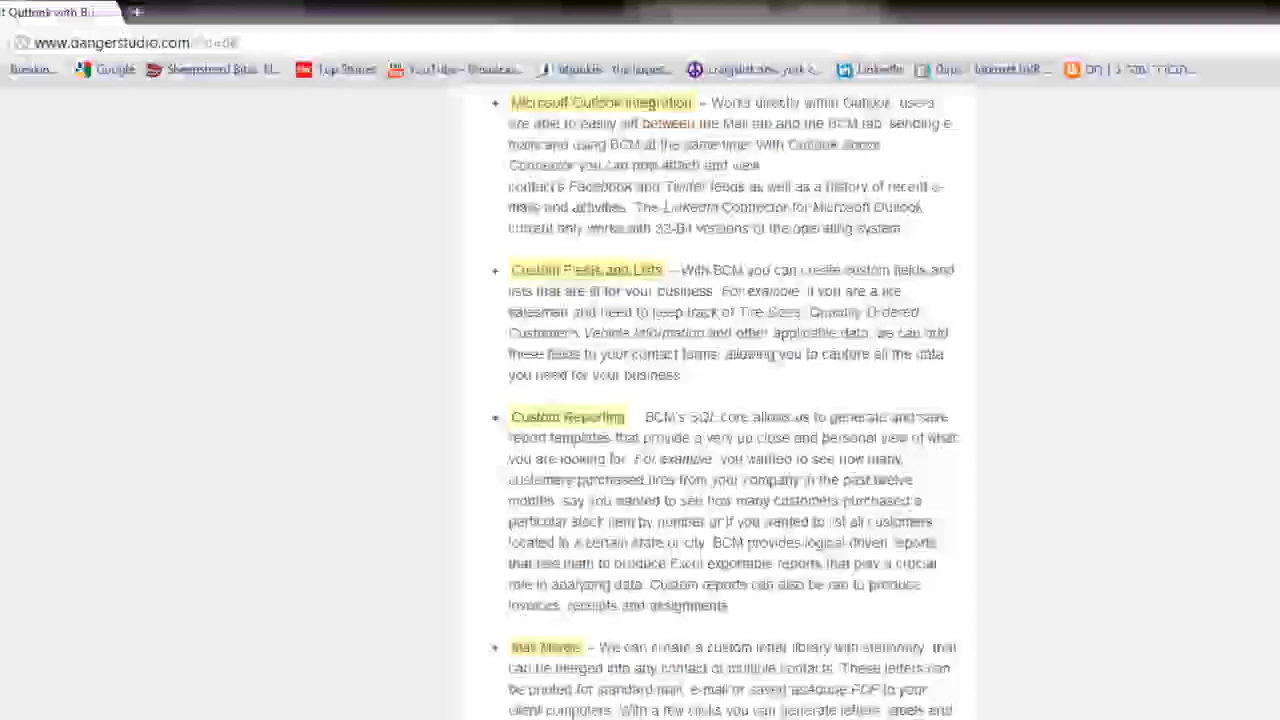 Outlook with B
www.dangerstudio.com
Google
Top Stories
YouTube - Broadcas...
LinkedIn
Microsoft Outlook Integration – Works directly within Outlook, users
are able to easily between the Mail tab and the BCM tab, sending e-
mails and using BCM at the same time. With Outlook
Connector you can now attach and view
contact's Facebook and Twitter feeds as well as a history of recent e-
mails and activities. The LinkedIn Connector for Microsoft Outlook
current only works with 32-Bit versions of the operating system.
Custom Fields and Lists – With BCM you can create custom fields and
lists that are fit for your business. For example, if you are a tire
salesman and need to keep track of Tire Sizes, Quantity Ordered
Customer's Vehicle Information and other applicable data, we can add
these fields to your contact forms, allowing you to capture all the data
you need for your business.
Custom Reporting – BCM's SQL core allows us to generate and save
report templates that provide a very up close and personal view of what
you are looking for. For example, you wanted to see how many
customers purchased tires from your company in the past twelve
months, say you wanted to see how many customers purchased a
particular stock item by number or if you wanted to list all customers
located in a certain state or city. BCM provides logical driven reports
that use math to produce Excel exportable reports that play a crucial
role in analyzing data. Custom reports can also be ran to produce
invoices, receipts and assignments.
Mail Merge – We can create a custom letter library with stationery, that
can be merged into any contact or multiple contacts. These letters can
be printed for standard mail, e-mail or saved as Adobe PDF to your
client computers. With a few clicks you can generate letters, labels and